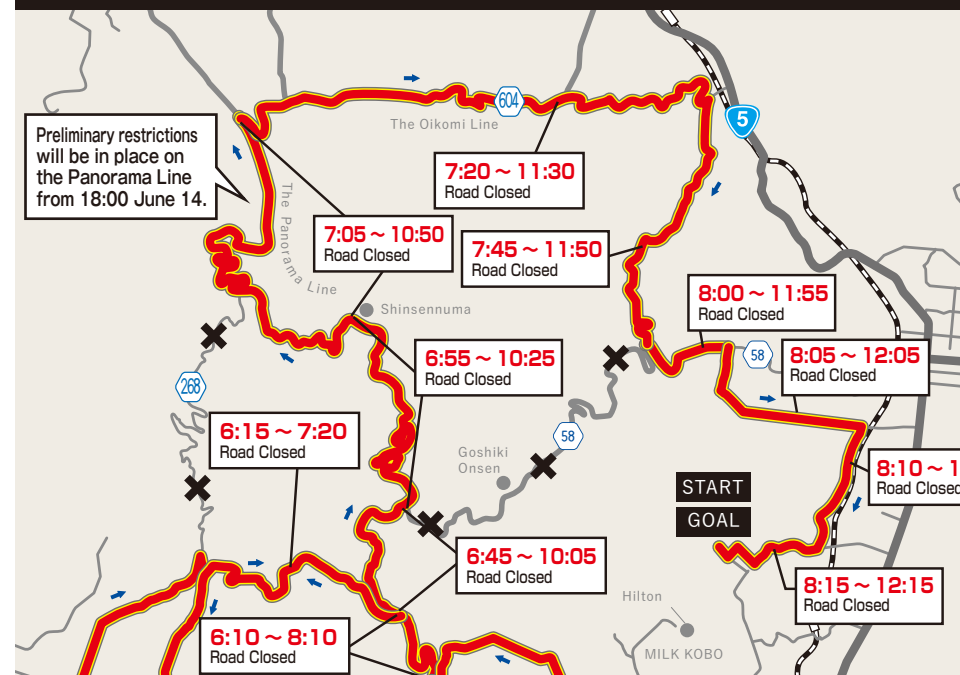 604
The Oikomi Line
5
Preliminary restrictions
will be in place on
the Panorama Line
from 18:00 June 14.
The Panorama Line
7:20 ~ 11:30
Road Closed
7:05 ~ 10:50
Road Closed
7:45 ~ 11:50
Road Closed
8:00 ~ 11:55
Road Closed
Shinsennuma
58
8:05 ~ 12:05
Road Closed
6:55 ~ 10:25
Road Closed
268
6:15 ~ 7:20
Road Closed
58
Goshiki
Onsen
8:10 ~ 1
Road Closed
START
GOAL
6:45 ~ 10:05
Road Closed
8:15 ~ 12:15
Road Closed
Hilton
6:10 ~ 8:10
Road Closed
MILK KOBO